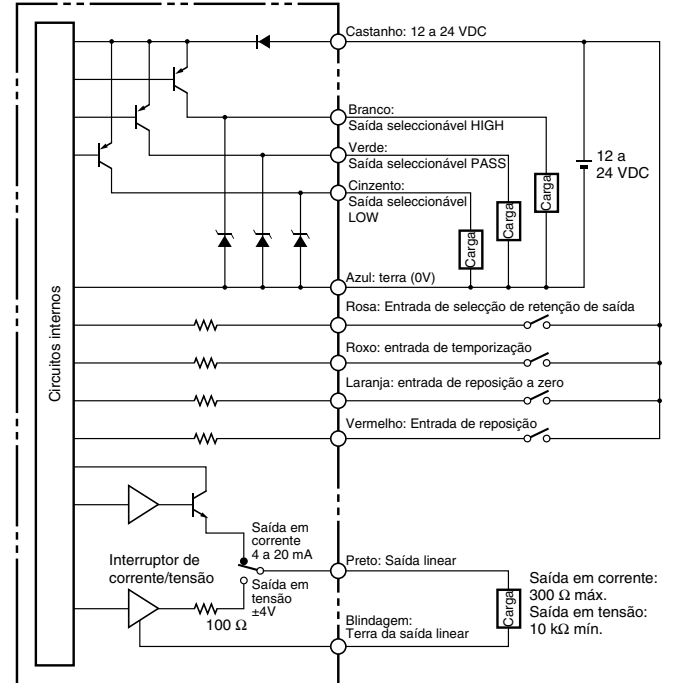 Castanho: 12 a 24 VDC
Branco:
Saída seleccionável HIGH
Verde:
Saída seleccionável PASS
Cinzento:
Saída seleccionável
LOW
Carga
Carga
Carga
12 a
24 VDC
Azul: terra (0V)
Circuitos internos
Rosa: Entrada de selecção de retenção de saída
Roxo: entrada de temporização
Laranja: entrada de reposição a zero
Vermelho: Entrada de reposição
Saída em
corrente
4 a 20 mA
Interruptor de
corrente/tensão
Saída em
tensão
±4V
100 Ω
Preto: Saída linear
Blindagem:
Terra da saída linear
Carga
Saída em corrente:
300 Ω máx.
Saída em tensão:
10 kΩ mín.